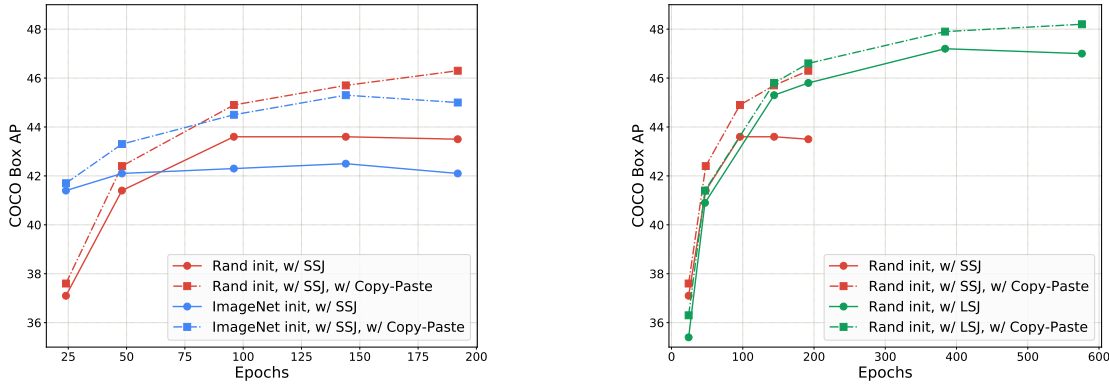 48
46
44
42
40
38
36
COCO Box AP
25 50 75 100 125 150 175 200
Epochs
Rand init, w/ SSJ
Rand init, w/ SSJ, w/ Copy-Paste
ImageNet init, w/ SSJ
ImageNet init, w/ SSJ, w/ Copy-Paste
48
46
44
42
40
38
36
COCO Box AP
0 100 200 300 400 500 600
Epochs
Rand init, w/ SSJ
Rand init, w/ SSJ, w/ Copy-Paste
Rand init, w/ LSJ
Rand init, w/ LSJ, w/ Copy-Paste